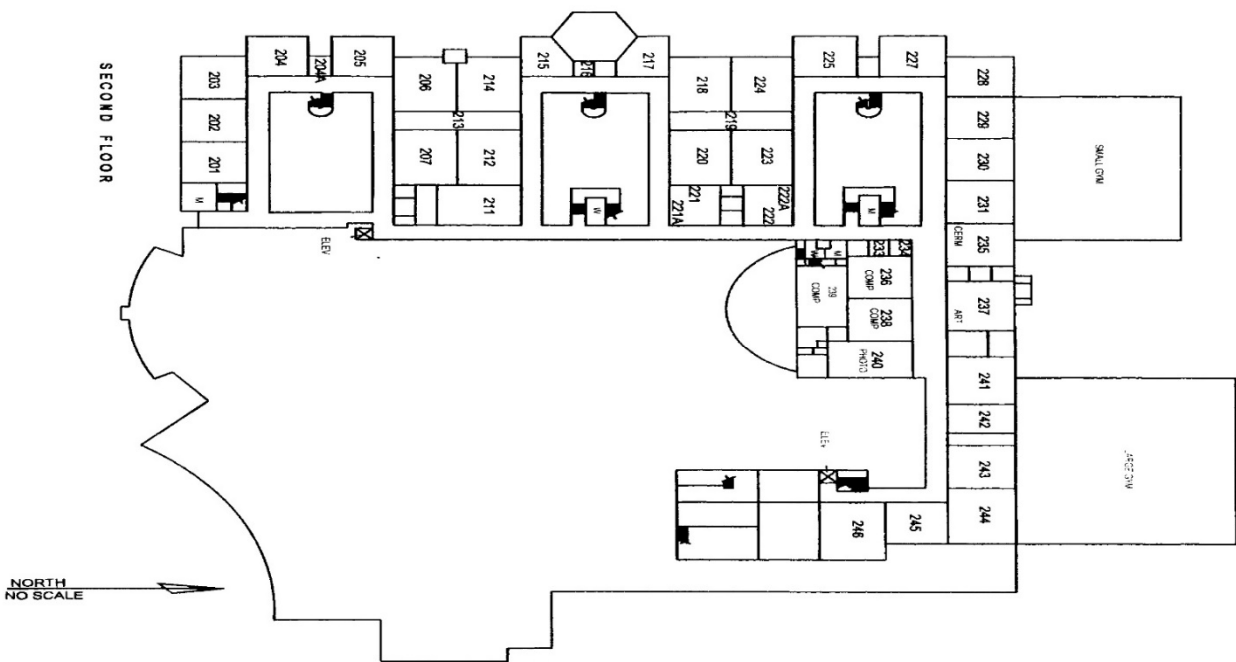 SECOND FLOOR
203
202
201
M
204
204A
205
206
214
213
207
212
211
215
216
217
218
224
219
220
223
221
221A
222A
222
W
225
227
M
228
229
230
231
CERM
235
ART
237
241
242
243
244
245
246
SMALL GYM
LARGE GYM
ELEV
W
M
233
234
236
COMP
239
COMP
238
COMP
240
PHOTO
ELEV
NORTH
NO SCALE